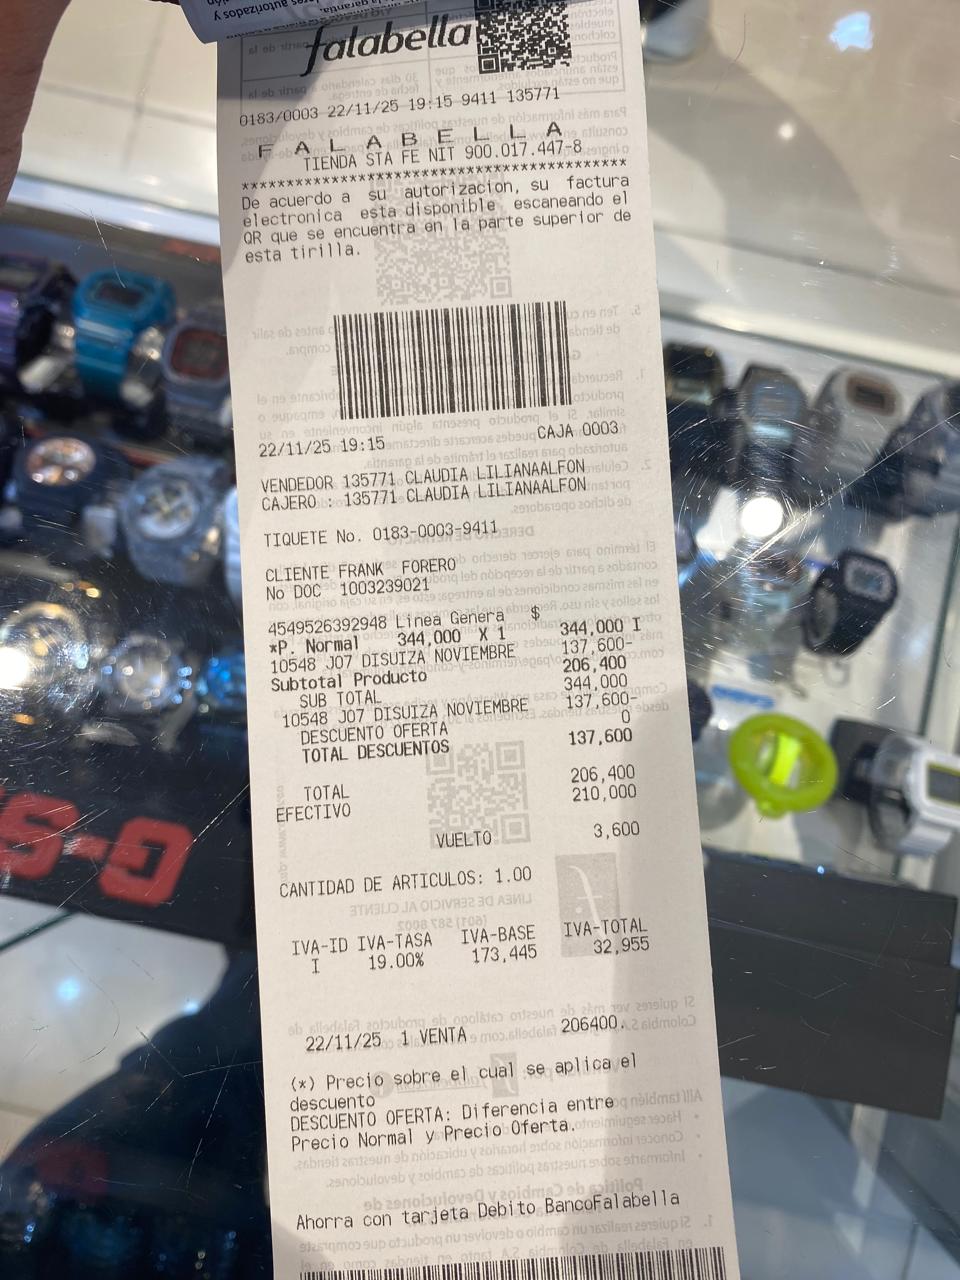 falabella
0183/0003 22/11/25 19:15 9411 135771
F A L A B E L L A
TIENDA STA FE NIT 900.017.447-8
*******************************************
De acuerdo a su autorizacion, su factura
electronica esta disponible escaneando el
QR que se encuentra en la parte superior de
esta tirilla.
22/11/25 19:15 CAJA 0003
VENDEDOR 135771 CLAUDIA LILIANAALFON
CAJERO : 135771 CLAUDIA LILIANAALFON
TIQUETE No. 0183-0003-9411
CLIENTE FRANK FORERO
No DOC 1003239021
4549526392948 Linea Genera $
*P. Normal 344,000 X 1 344,000 I
10548 J07 DISUIZA NOVIEMBRE 137,600-
Subtotal Producto 206,400
SUB TOTAL 344,000
10548 J07 DISUIZA NOVIEMBRE 137,600-
DESCUENTO OFERTA 0
TOTAL DESCUENTOS 137,600
TOTAL 206,400
EFECTIVO 210,000
VUELTO 3,600
CANTIDAD DE ARTICULOS: 1.00
IVA-ID IVA-TASA IVA-BASE IVA-TOTAL
I 19.00% 173,445 32,955
22/11/25 1 VENTA 206400.
(*) Precio sobre el cual se aplica el
descuento
DESCUENTO OFERTA: Diferencia entre
Precio Normal y Precio Oferta.
Ahorra con tarjeta Debito BancoFalabella